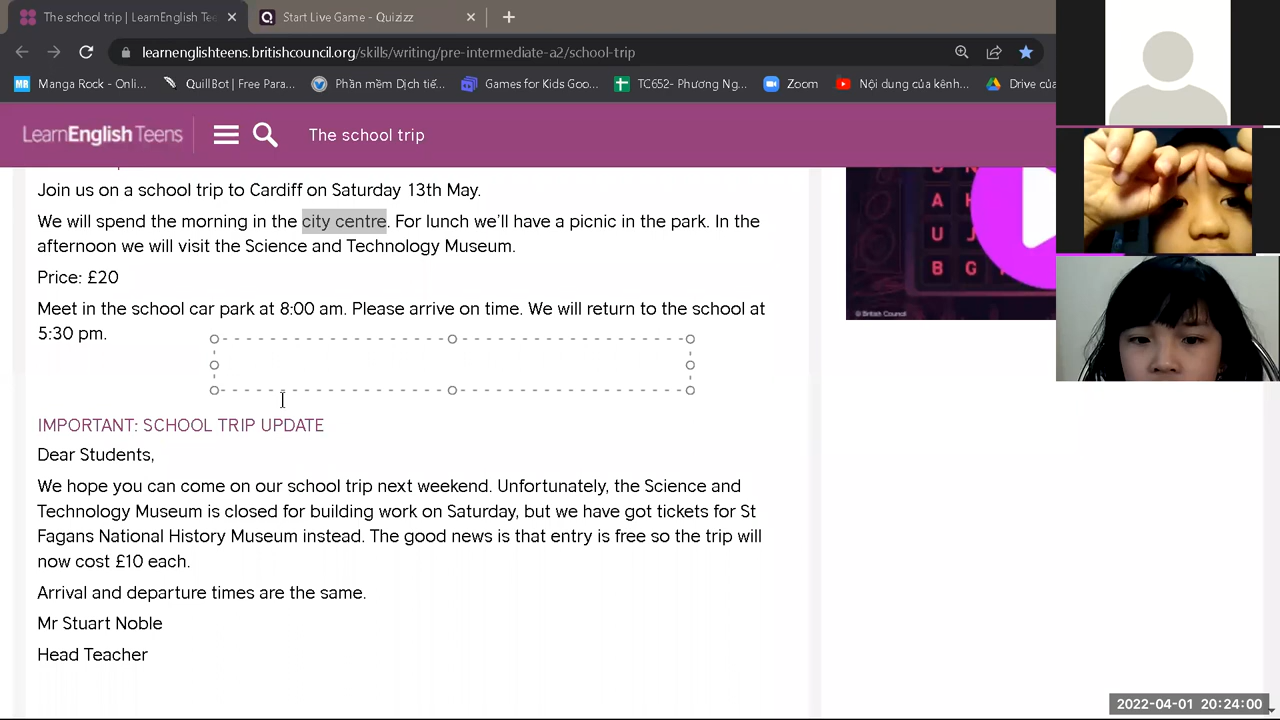 The school trip | LearnEnglish Tee
Start Live Game - Quizizz
learnenglishteens.britishcouncil.org/skills/writing/pre-intermediate-a2/school-trip
MR Manga Rock - Onli...
QuillBot | Free Para...
Phần mềm Dịch tiế...
Games for Kids Goo...
TC652- Phương Ng...
Zoom
Nội dung của kênh...
Drive củ
LearnEnglish Teens
The school trip
Join us on a school trip to Cardiff on Saturday 13th May.
We will spend the morning in the city centre. For lunch we'll have a picnic in the park. In the
afternoon we will visit the Science and Technology Museum.
Price: £20
Meet in the school car park at 8:00 am. Please arrive on time. We will return to the school at
5:30 pm.
A H
U J
B G
© British Council
IMPORTANT: SCHOOL TRIP UPDATE
Dear Students,
We hope you can come on our school trip next weekend. Unfortunately, the Science and
Technology Museum is closed for building work on Saturday, but we have got tickets for St
Fagans National History Museum instead. The good news is that entry is free so the trip will
now cost £10 each.
Arrival and departure times are the same.
Mr Stuart Noble
Head Teacher
2022-04-01 20:24:00